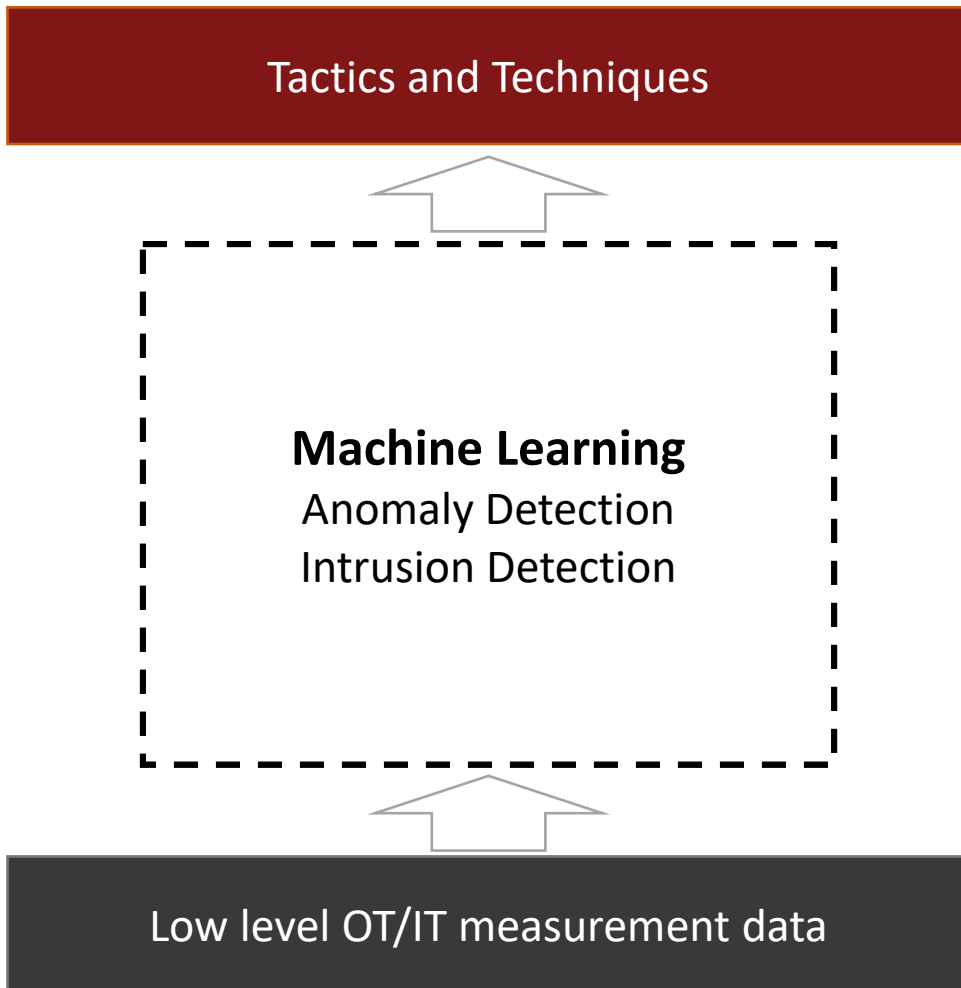 Tactics and Techniques
Machine Learning
Anomaly Detection
Intrusion Detection
Low level OT/IT measurement data